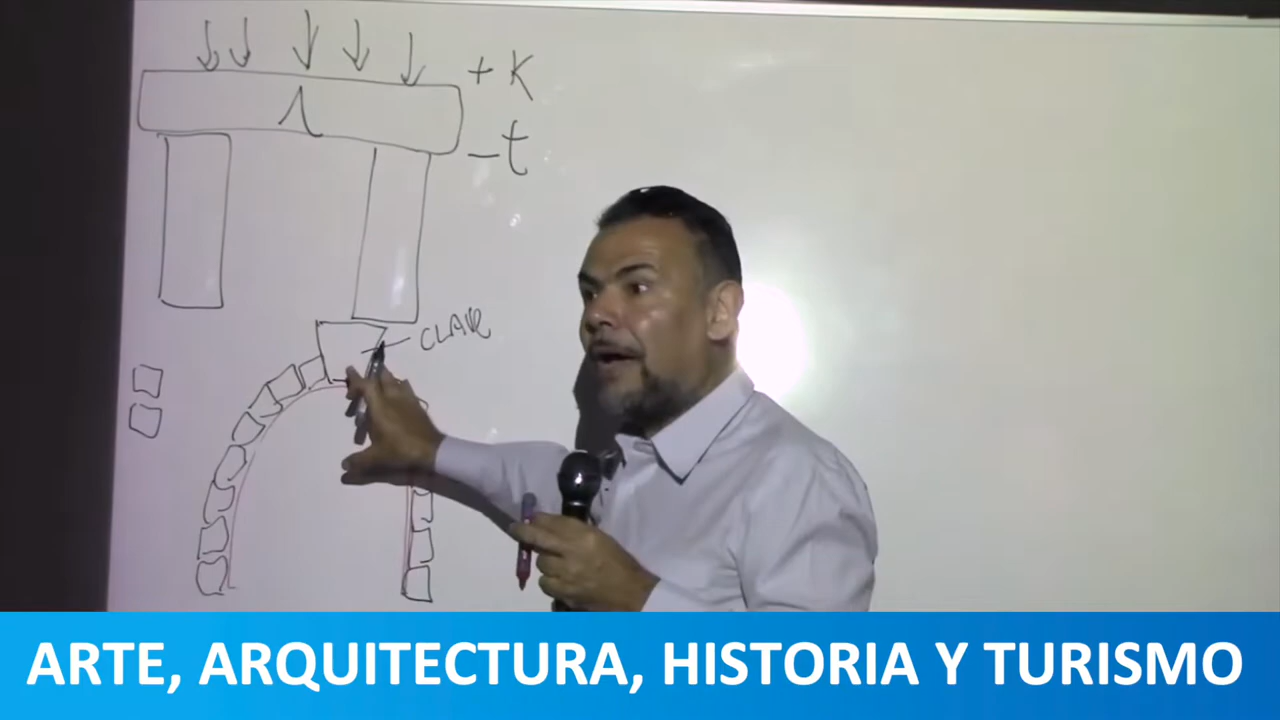 + K
- t
CLAVE
ARTE, ARQUITECTURA, HISTORIA Y TURISMO